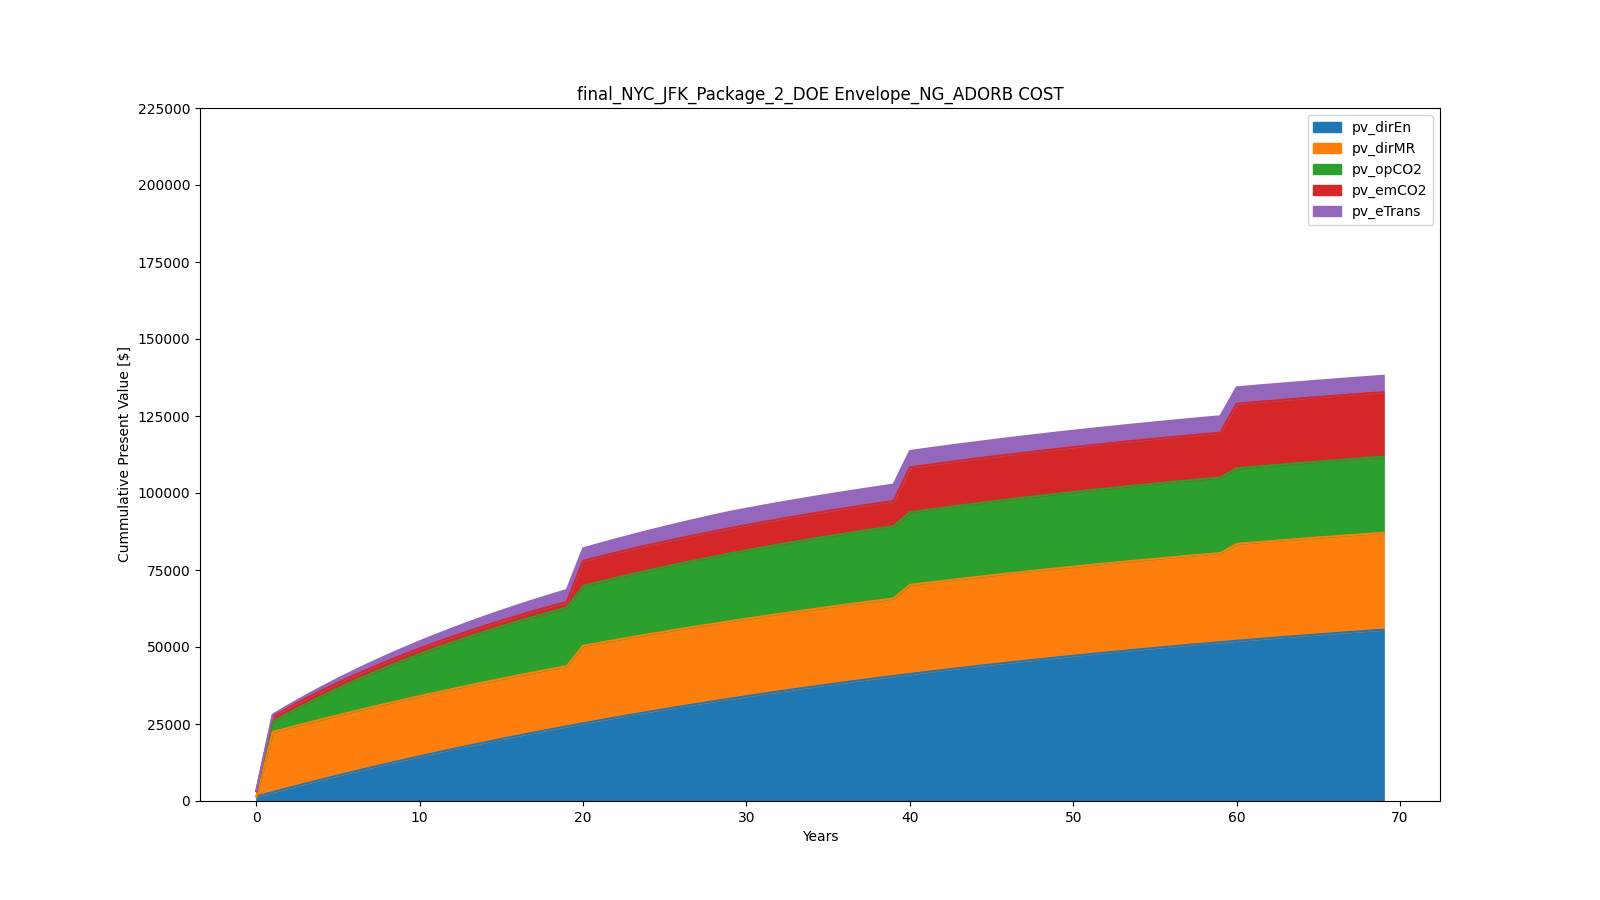 final_NYC_JFK_Package_2_DOE Envelope_NG_ADORB COST
225000
200000
175000
150000
125000
100000
75000
50000
25000
0
Cummulative Present Value [$]
pv_dirEn
pv_dirMR
pv_opCO2
pv_emCO2
pv_eTrans
0 10 20 30 40 50 60 70
Years